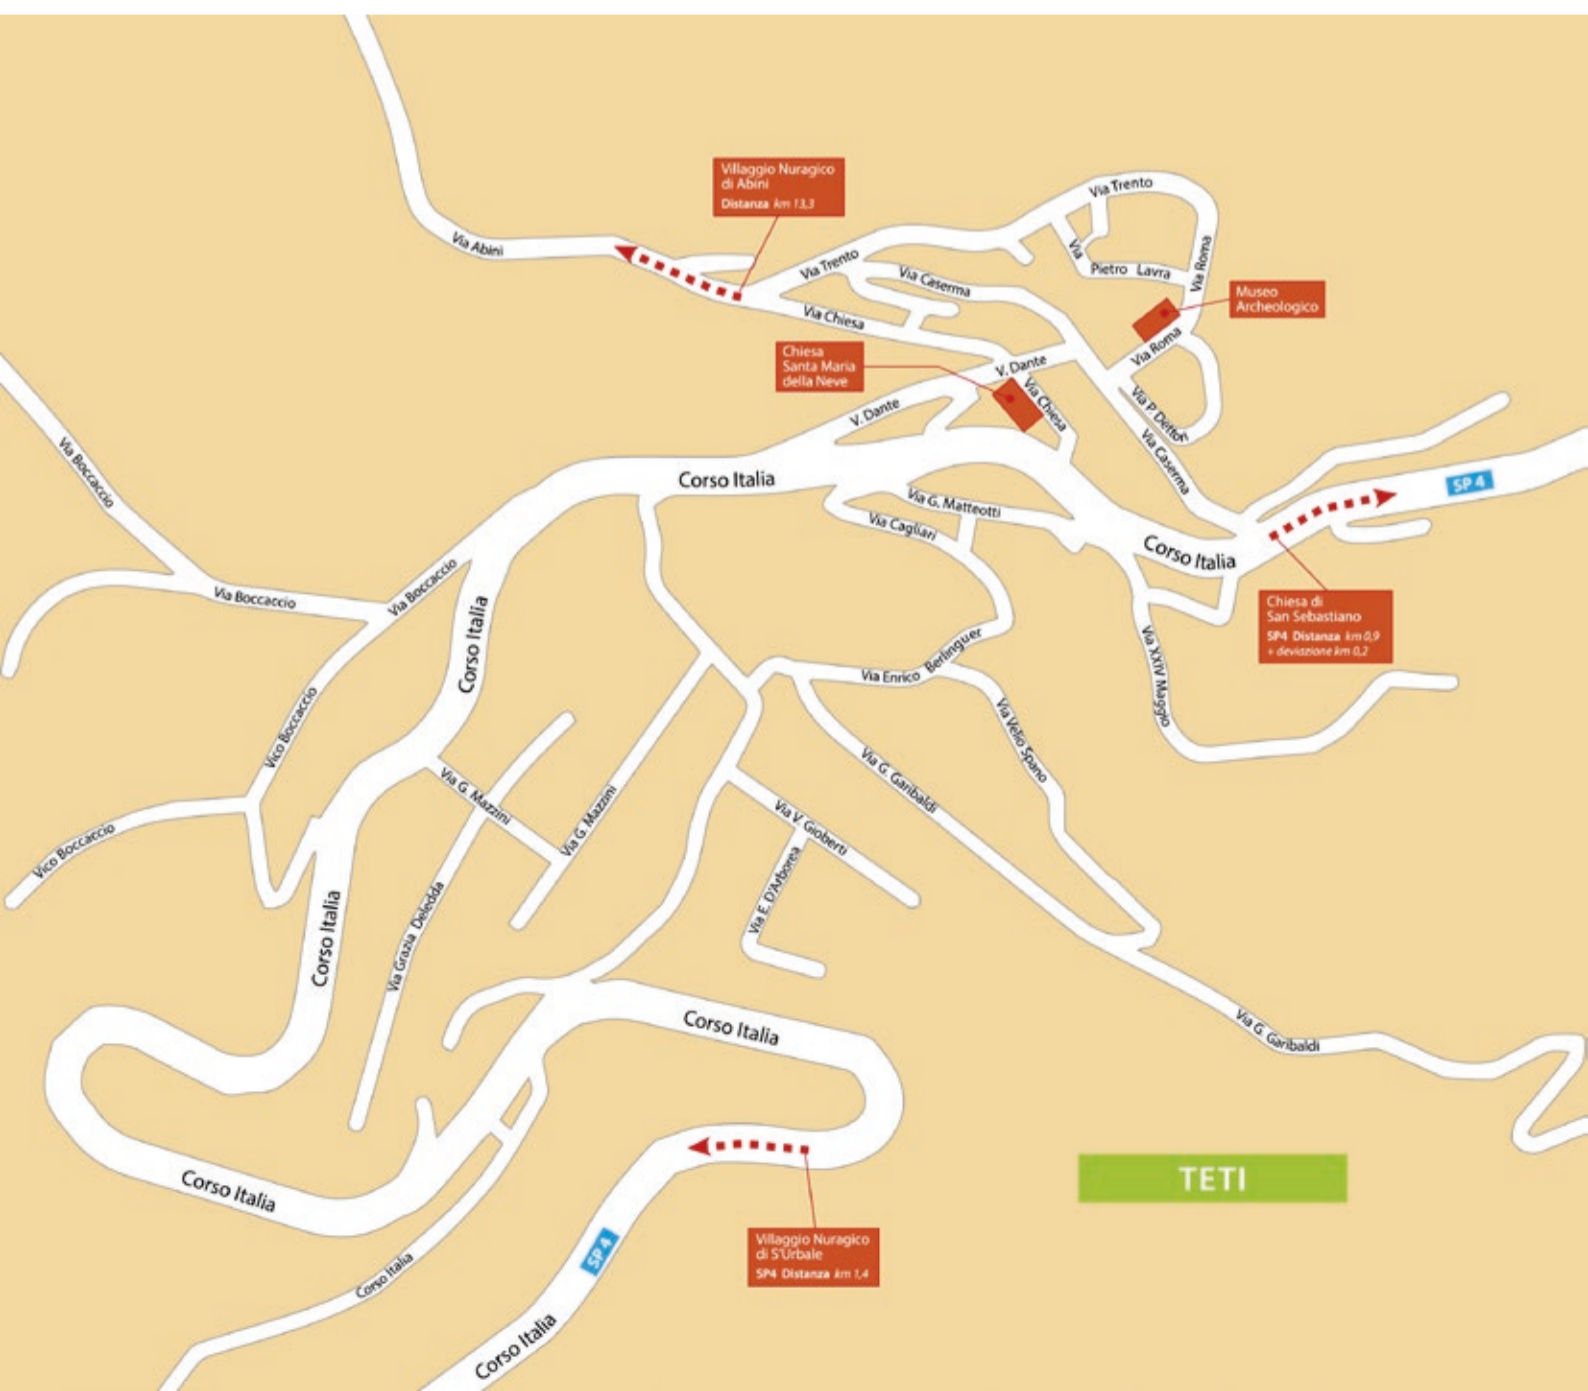 Villaggio Nuragico
di Abini
Distanza km 13,3
Via Trento
Via Abini
Via Trento
Via
Pietro Lavra
Via Roma
Via Caserma
Museo
Archeologico
Via Chiesa
Via Roma
Chiesa
Santa Maria
della Neve
V. Dante
Via Chiesa
V. Dante
Via P. Dettori
Via Caserma
Via Boccaccio
Corso Italia
SP 4
Via G. Matteotti
Via Cagliari
Corso Italia
Via Boccaccio
Via Boccaccio
Chiesa di
San Sebastiano
SP4 Distanza km 0,9
+ deviazione km 0,2
Corso Italia
Via Enrico Berlinguer
Via XXIV Maggio
Vico Boccaccio
Via Velio Spano
Via G. Mazzini
Via G. Mazzini
Via G. Garibaldi
Via V. Gioberti
Vico Boccaccio
Via E. D'Arborea
Corso Italia
Via Grazia Deledda
Corso Italia
Via G. Garibaldi
TETI
Corso Italia
Villaggio Nuragico
di S'Urbale
SP4 Distanza km 1,4
SP 4
Corso Italia
Corso Italia